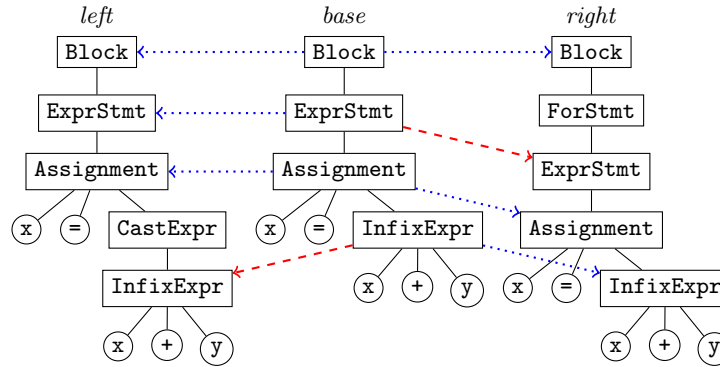 left base right
Block Block Block
ExprStmt ExprStmt ForStmt
Assignment Assignment ExprStmt
x = CastExpr x = InfixExpr Assignment
InfixExpr x + y x = InfixExpr
x + y x + y